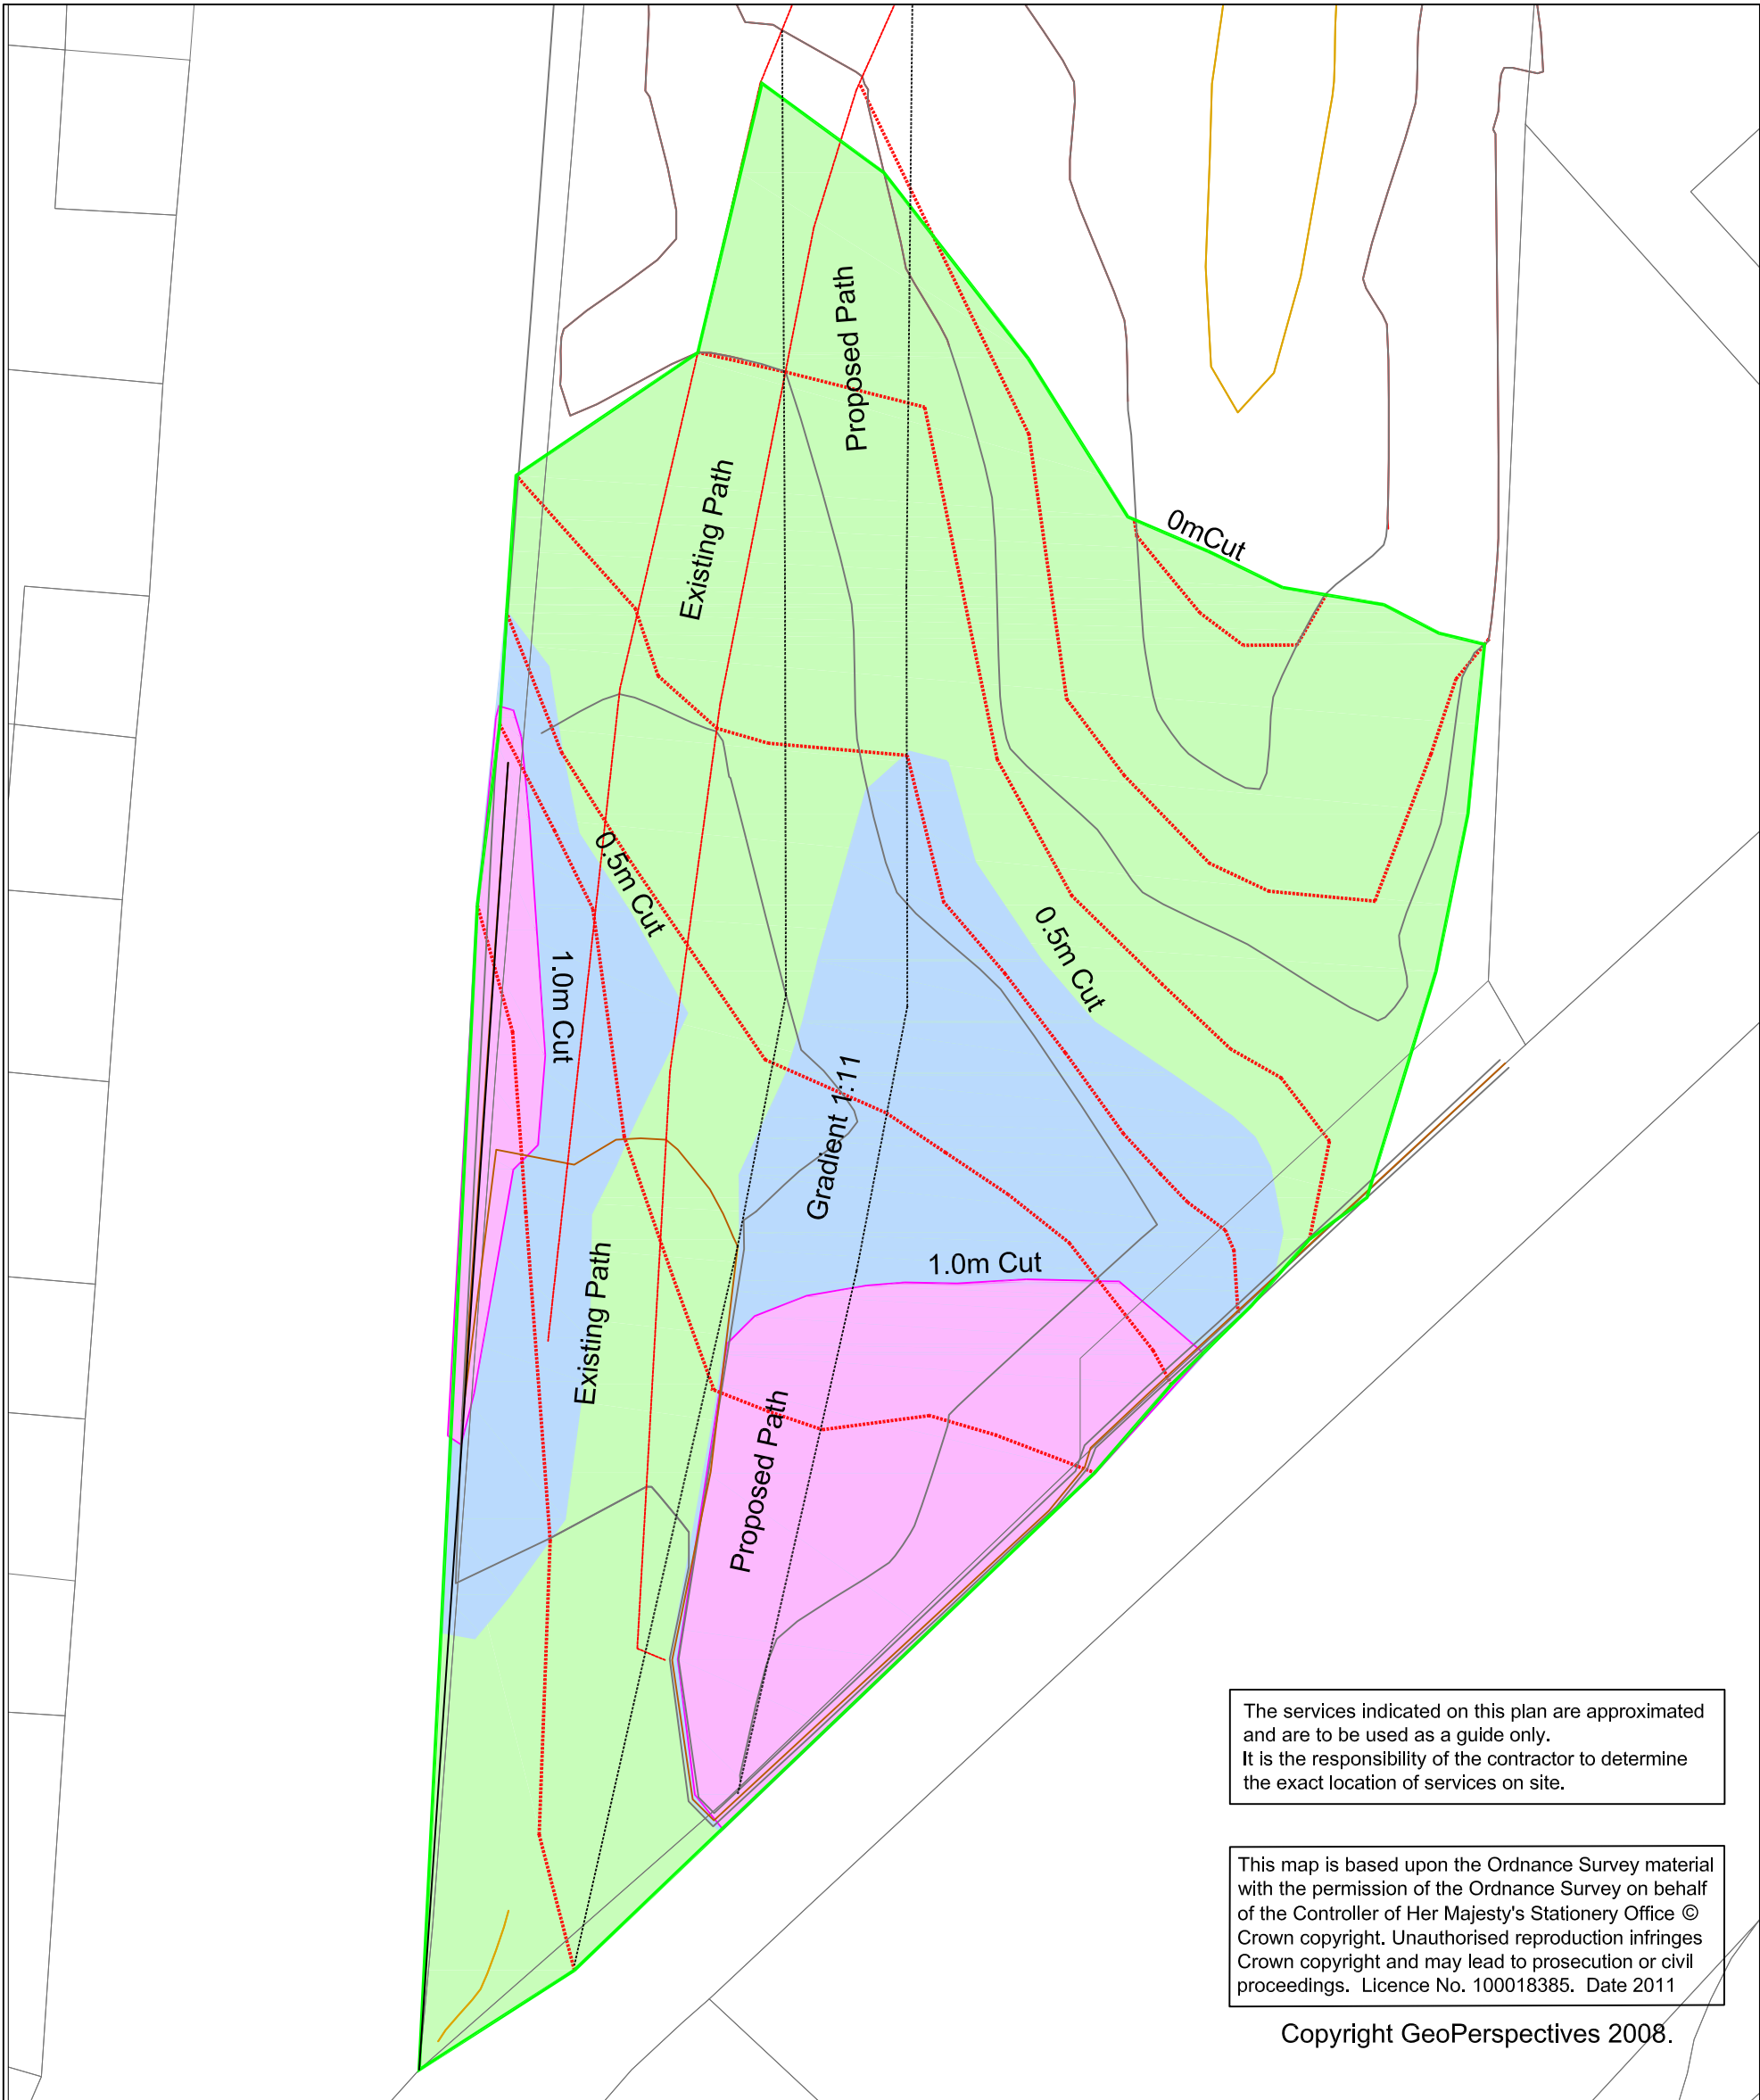 Proposed Path
Existing Path
0mCut
0.5m Cut
0.5m Cut
1.0m Cut
Gradient 1:11
1.0m Cut
Existing Path
Proposed Path
The services indicated on this plan are approximated
and are to be used as a guide only.
It is the responsibility of the contractor to determine
the exact location of services on site.
This map is based upon the Ordnance Survey material
with the permission of the Ordnance Survey on behalf
of the Controller of Her Majesty's Stationery Office ©
Crown copyright. Unauthorised reproduction infringes
Crown copyright and may lead to prosecution or civil
proceedings. Licence No. 100018385. Date 2011
Copyright GeoPerspectives 2008.